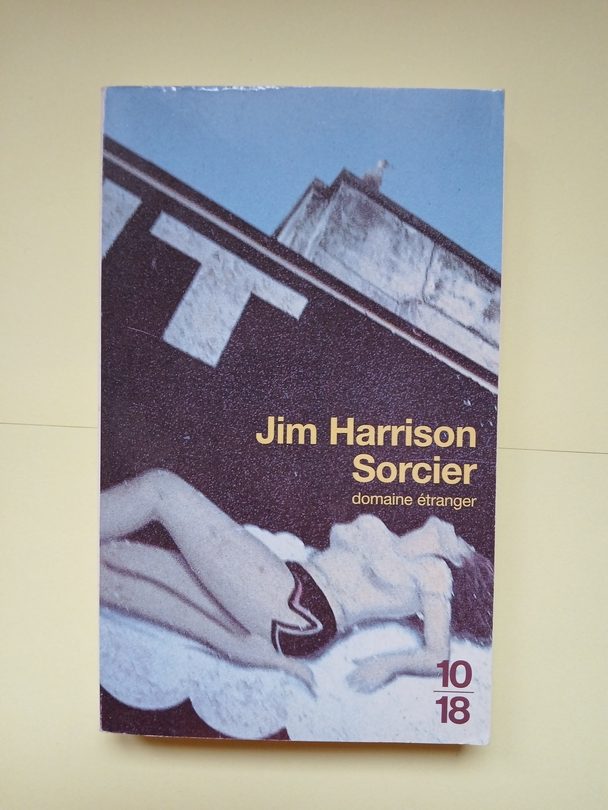 T
Jim Harrison
Sorcier
domaine étranger
10
18